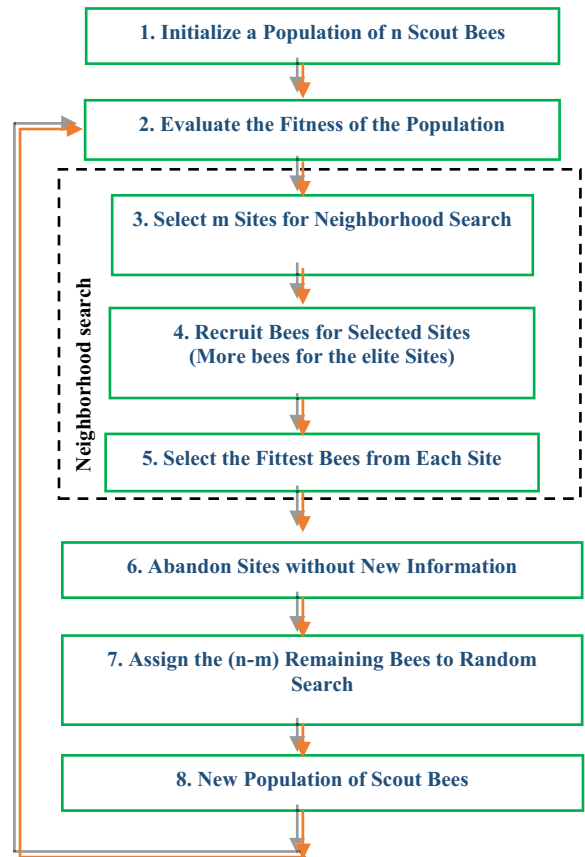 1. Initialize a Population of n Scout Bees
2. Evaluate the Fitness of the Population
3. Select m Sites for Neighborhood Search
4. Recruit Bees for Selected Sites
(More bees for the elite Sites)
5. Select the Fittest Bees from Each Site
Neighborhood search
6. Abandon Sites without New Information
7. Assign the (n-m) Remaining Bees to Random
Search
8. New Population of Scout Bees